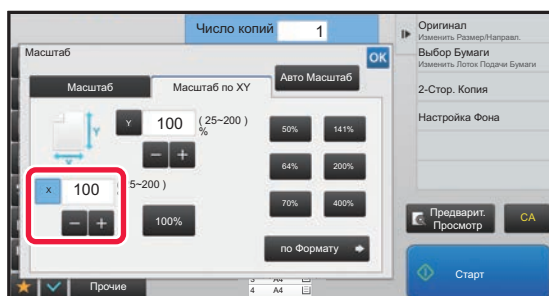 Число копий 1
Масштаб
OK
Масштаб
Масштаб по XY
Авто Масштаб
Y 100 (25~200)
%
Y
X
X 100 5~200 )
100%
50% 141%
64% 200%
70% 400%
по Формату
Оригинал
Изменить Размер/Направл.
Выбор Бумаги
Изменить Лоток Подачи Бумаги
2-Стор. Копия
Настройка Фона
Предварит.
Просмотр
CA
Старт
Прочие
4 A4